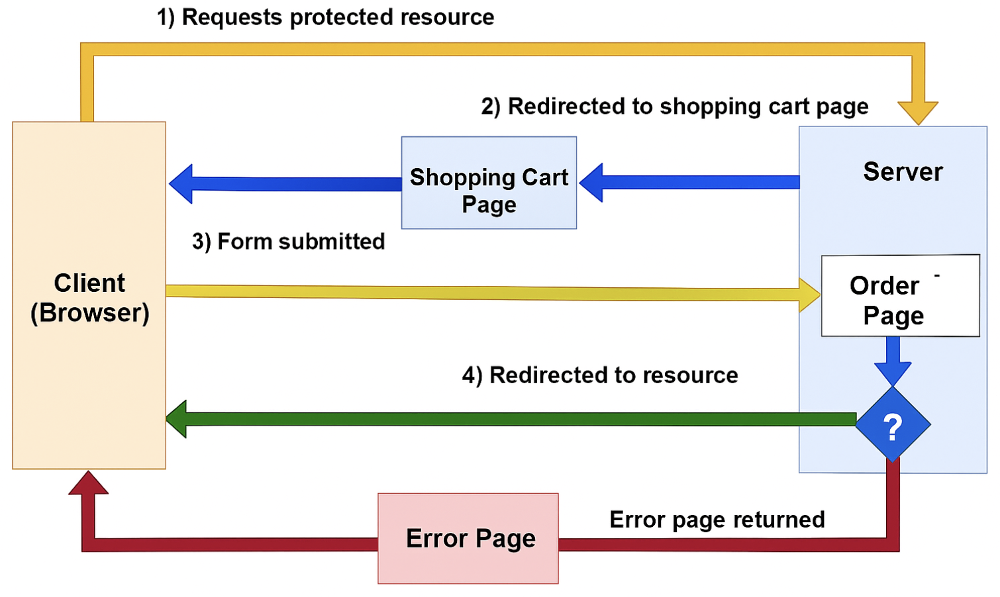 1) Requests protected resource
2) Redirected to shopping cart page
Server
Shopping Cart
Page
3) Form submitted
Client
(Browser)
Order -
Page
4) Redirected to resource
?
Error page returned
Error Page